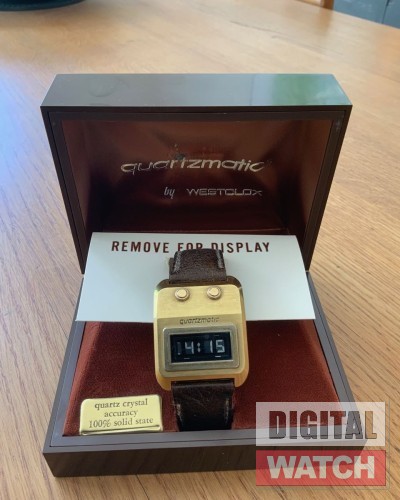 quartzmatic
by WESTCLOX
REMOVE FOR DISPLAY
quartzmatic
14:15
quartz crystal
accuracy
100% solid state
DIGITAL
WATCH